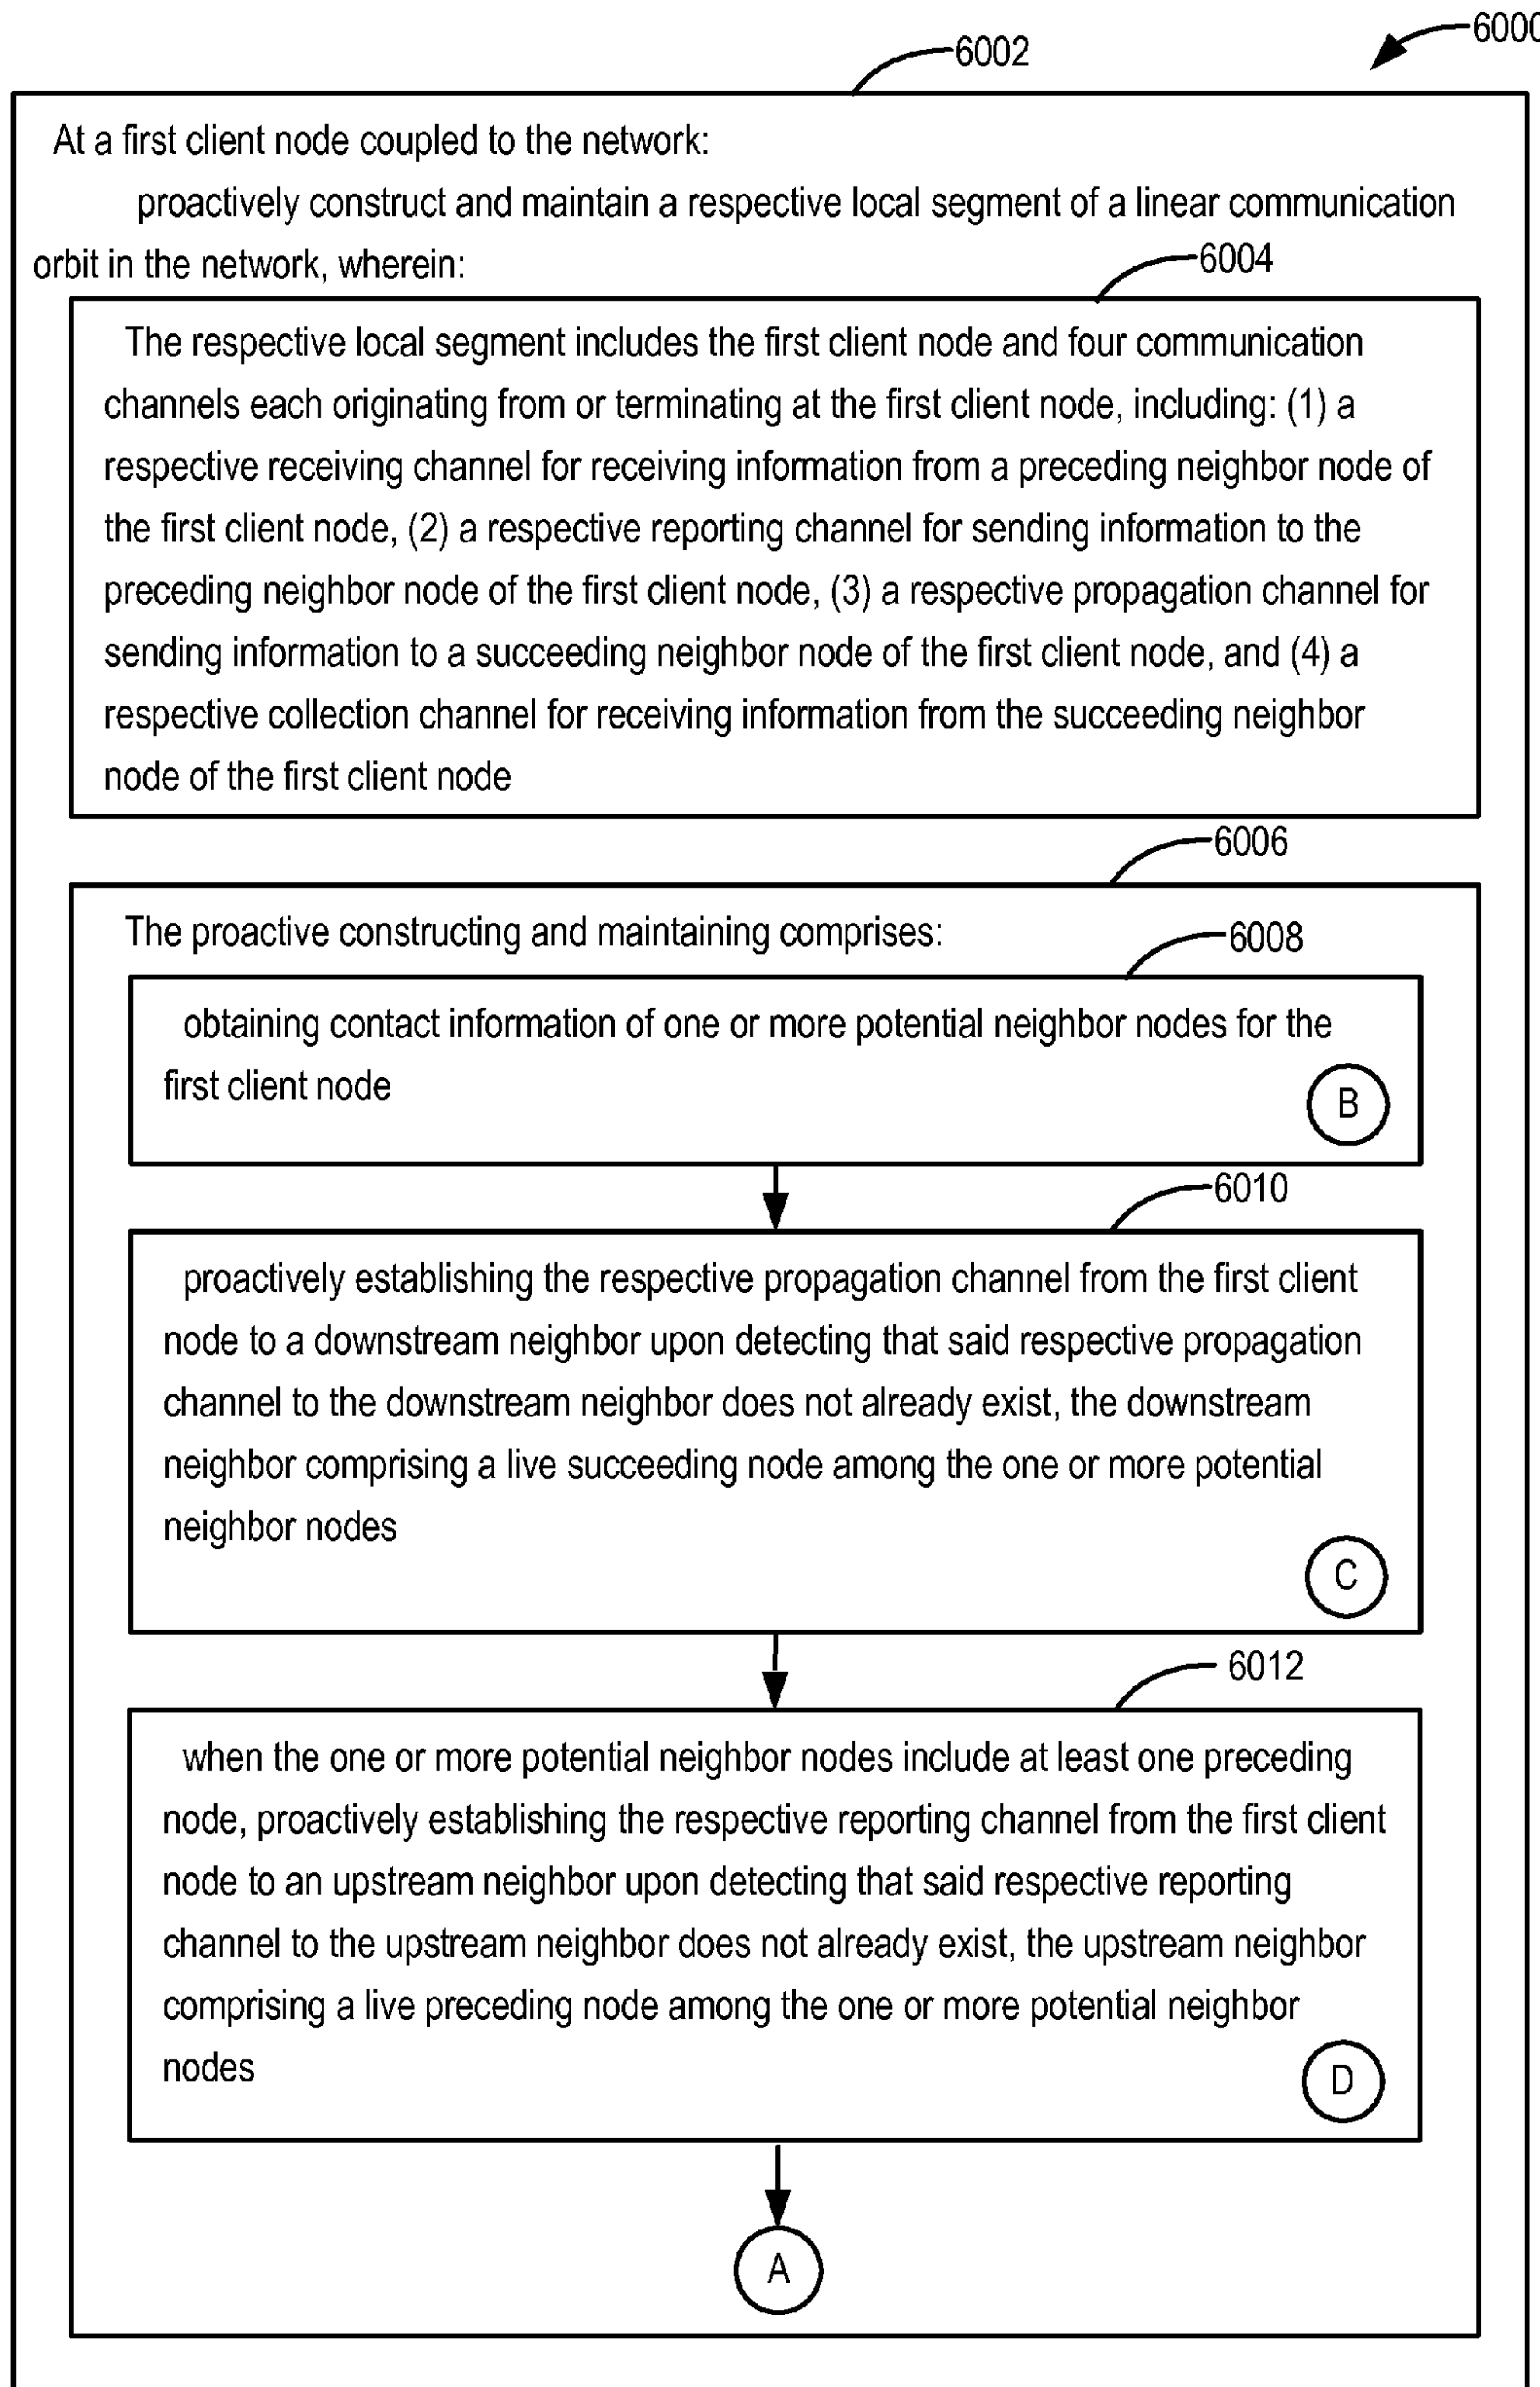 6000
6002
At a first client node coupled to the network:
proactively construct and maintain a respective local segment of a linear communication
orbit in the network, wherein:
6004
The respective local segment includes the first client node and four communication
channels each originating from or terminating at the first client node, including: (1) a
respective receiving channel for receiving information from a preceding neighbor node of
the first client node, (2) a respective reporting channel for sending information to the
preceding neighbor node of the first client node, (3) a respective propagation channel for
sending information to a succeeding neighbor node of the first client node, and (4) a
respective collection channel for receiving information from the succeeding neighbor
node of the first client node
6006
The proactive constructing and maintaining comprises:
6008
obtaining contact information of one or more potential neighbor nodes for the
first client node
B
6010
proactively establishing the respective propagation channel from the first client
node to a downstream neighbor upon detecting that said respective propagation
channel to the downstream neighbor does not already exist, the downstream
neighbor comprising a live succeeding node among the one or more potential
neighbor nodes
C
6012
when the one or more potential neighbor nodes include at least one preceding
node, proactively establishing the respective reporting channel from the first client
node to an upstream neighbor upon detecting that said respective reporting
channel to the upstream neighbor does not already exist, the upstream neighbor
comprising a live preceding node among the one or more potential neighbor
nodes
D
A